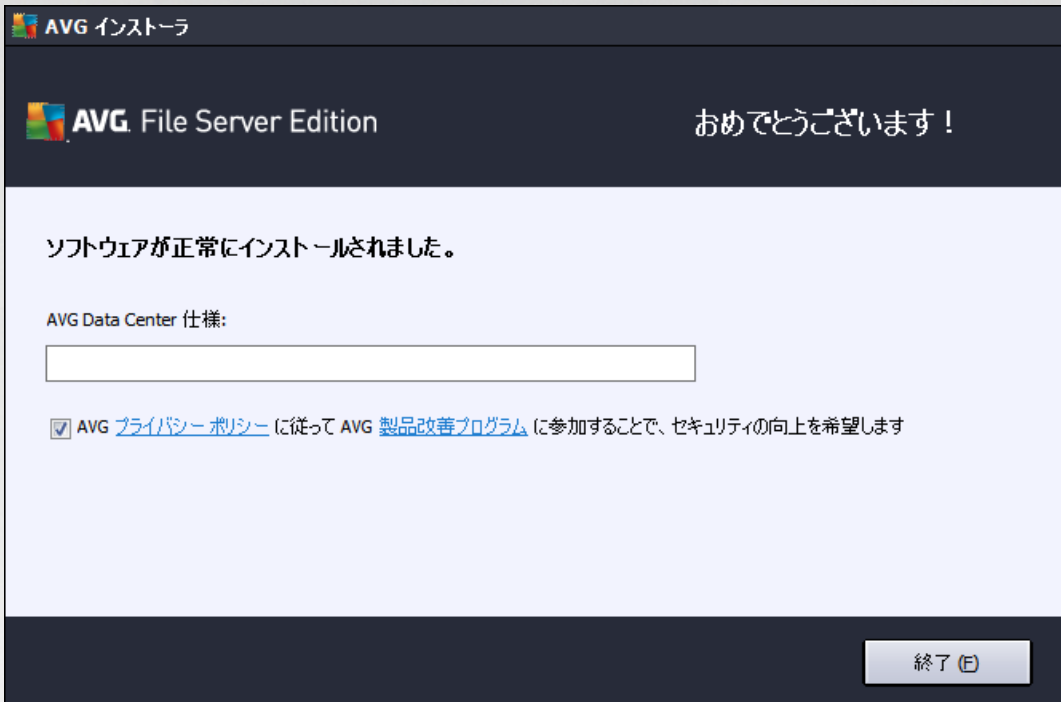 AVG インストーラ
AVG. File Server Edition
おめでとうございます!
ソフトウェアが正常にインストールされました。
AVG Data Center 仕様:
AVG プライバシー ポリシー に従って AVG 製品改善プログラム に参加することで、セキュリティの向上を希望します
終了 (F)